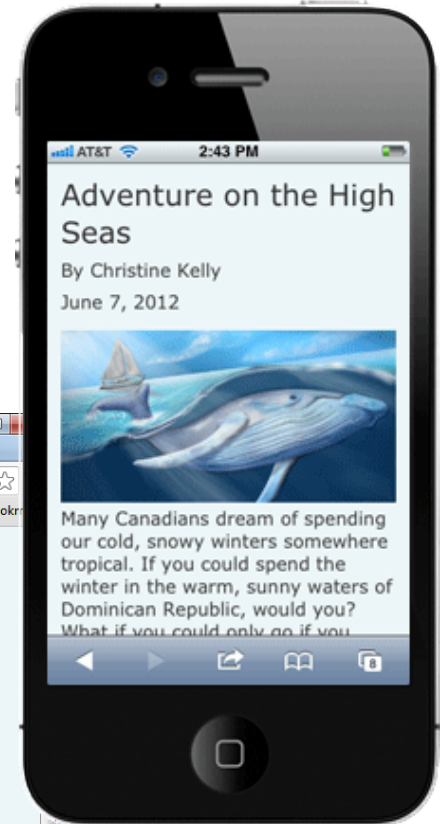 AT&T 2:43 PM
Adventure on the High
Seas
By Christine Kelly
June 7, 2012
Many Canadians dream of spending
our cold, snowy winters somewhere
tropical. If you could spend the
winter in the warm, sunny waters of
Dominican Republic, would you?
What if you could only go if you
8